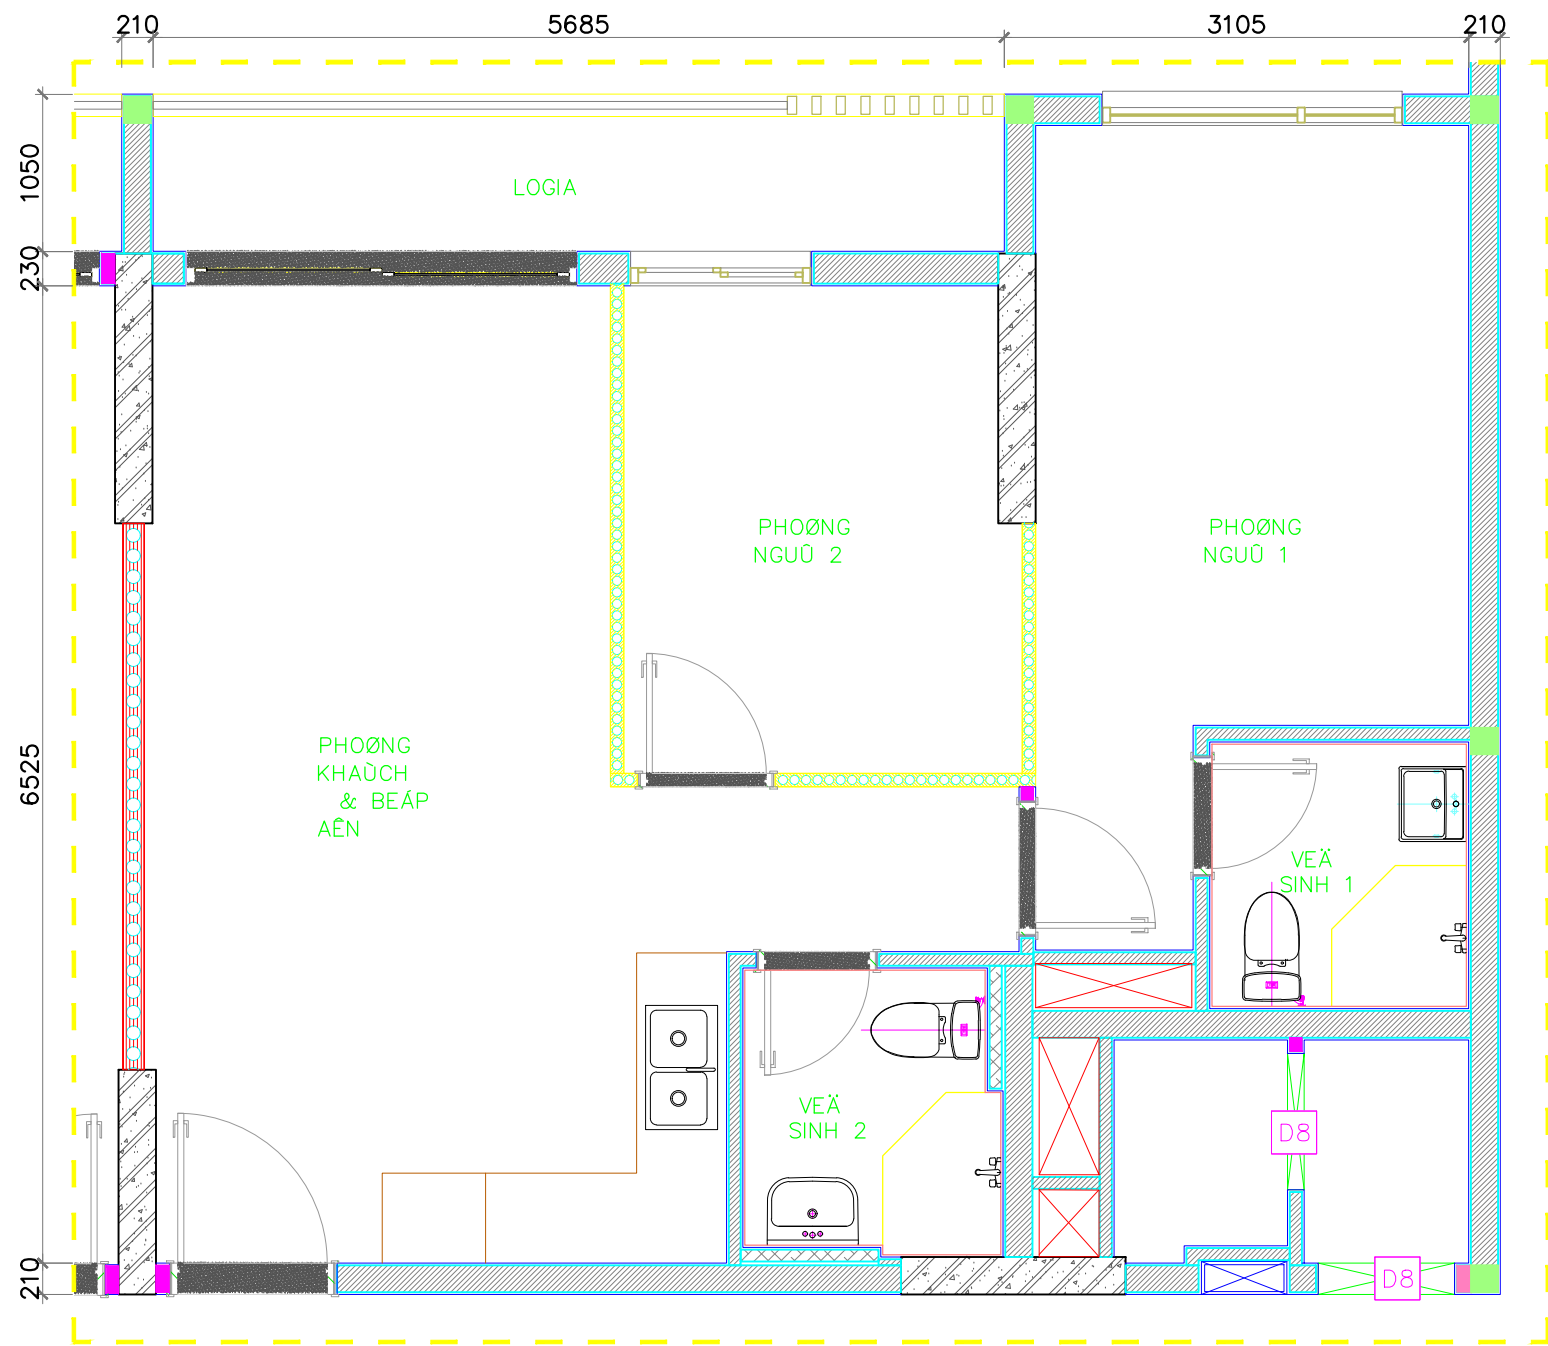 210
5685
3105
210
1050
LOGIA
230
PHOØNG
NGUÛ 2
PHOØNG
NGUÛ 1
6525
PHOØNG
KHAÙCH
& BEÁP
AÊN
VEÄ
SINH 1
VEÄ
SINH 2
D8
210
D8